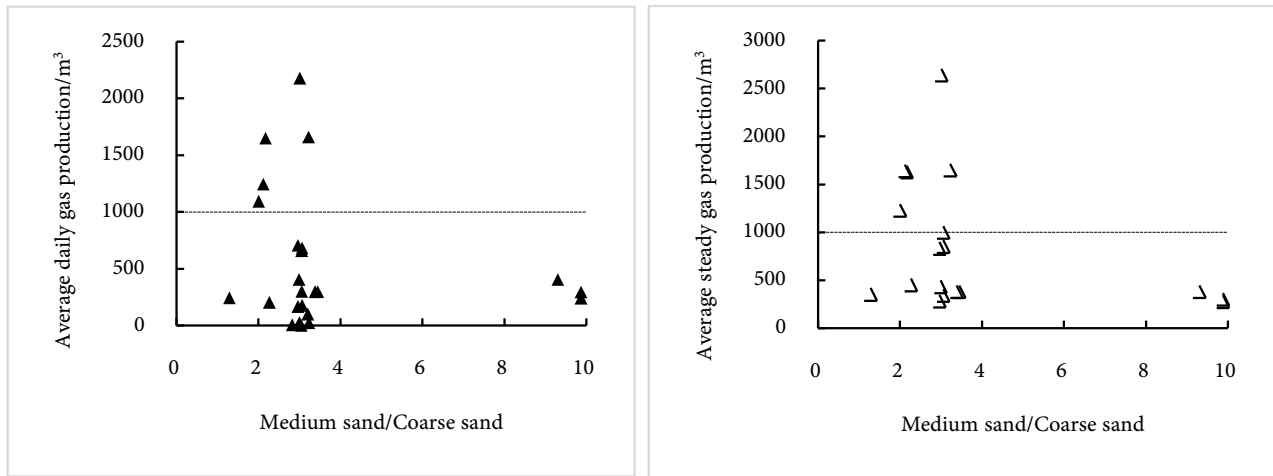 Average daily gas production/m³
2500
2000
1500
1000
500
0
0 2 4 6 8 10
Medium sand/Coarse sand
Average steady gas production/m³
3000
2500
2000
1500
1000
500
0
0 2 4 6 8 10
Medium sand/Coarse sand